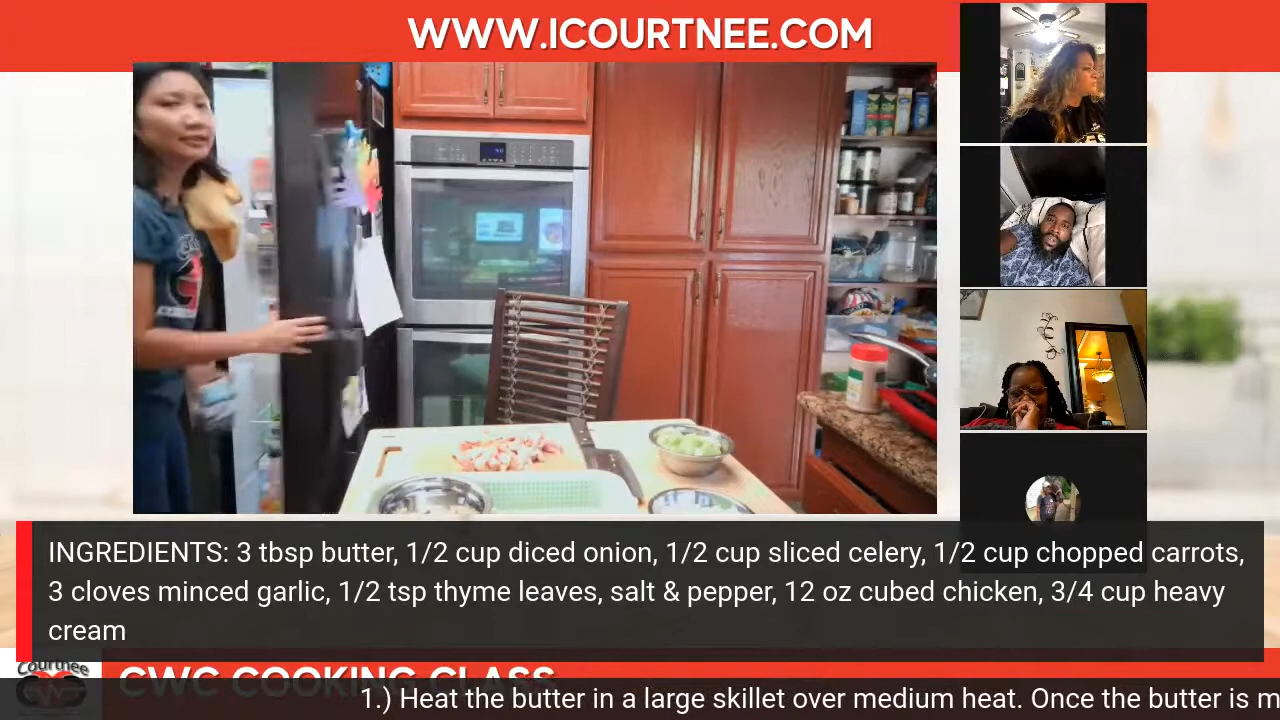 WWW.ICOURTNEE.COM
INGREDIENTS: 3 tbsp butter, 1/2 cup diced onion, 1/2 cup sliced celery, 1/2 cup chopped carrots,
3 cloves minced garlic, 1/2 tsp thyme leaves, salt & pepper, 12 oz cubed chicken, 3/4 cup heavy
cream
Courtnee
CWC COOKING CLASS
1.) Heat the butter in a large skillet over medium heat. Once the butter is m